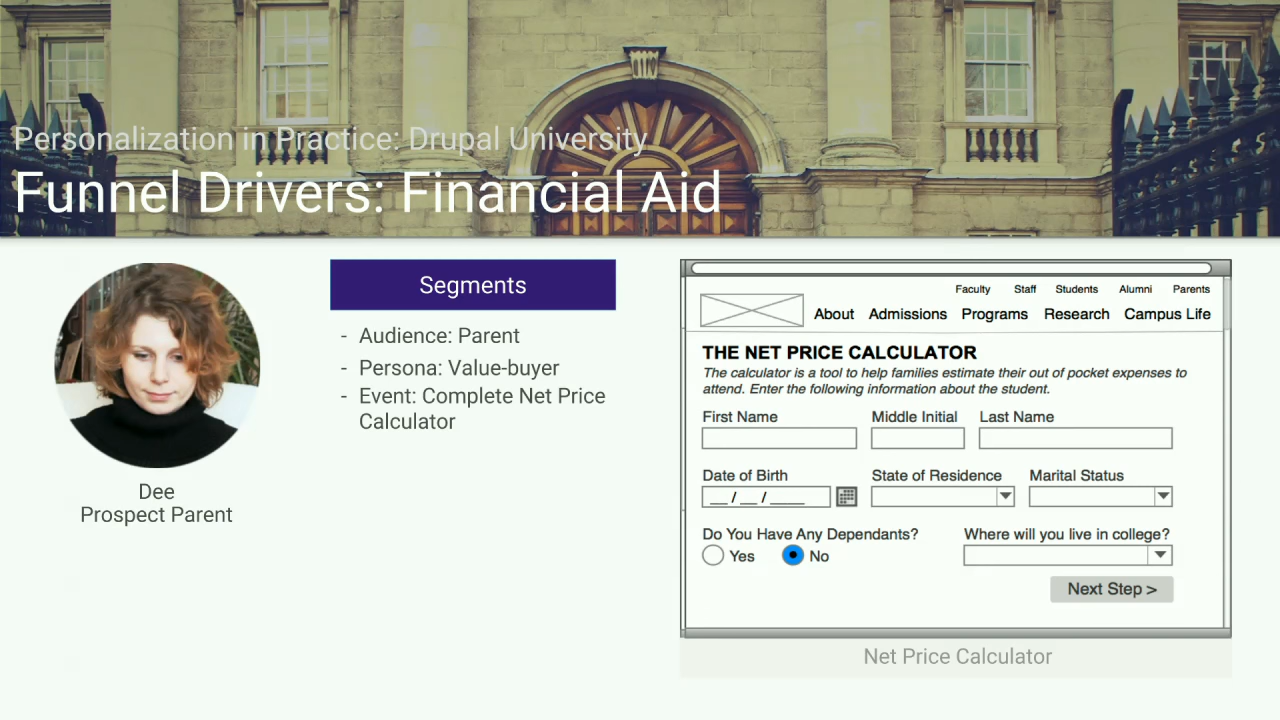 Personalization in Practice: Drupal University
Funnel Drivers: Financial Aid
Dee
Prospect Parent
Segments
- Audience: Parent
- Persona: Value-buyer
- Event: Complete Net Price
Calculator
Faculty Staff Students Alumni Parents
About Admissions Programs Research Campus Life
THE NET PRICE CALCULATOR
The calculator is a tool to help families estimate their out of pocket expenses to
attend. Enter the following information about the student.
First Name Middle Initial Last Name
Date of Birth State of Residence Marital Status
__ / __ / ____
Do You Have Any Dependants? Where will you live in college?
Yes No
Next Step >
Net Price Calculator